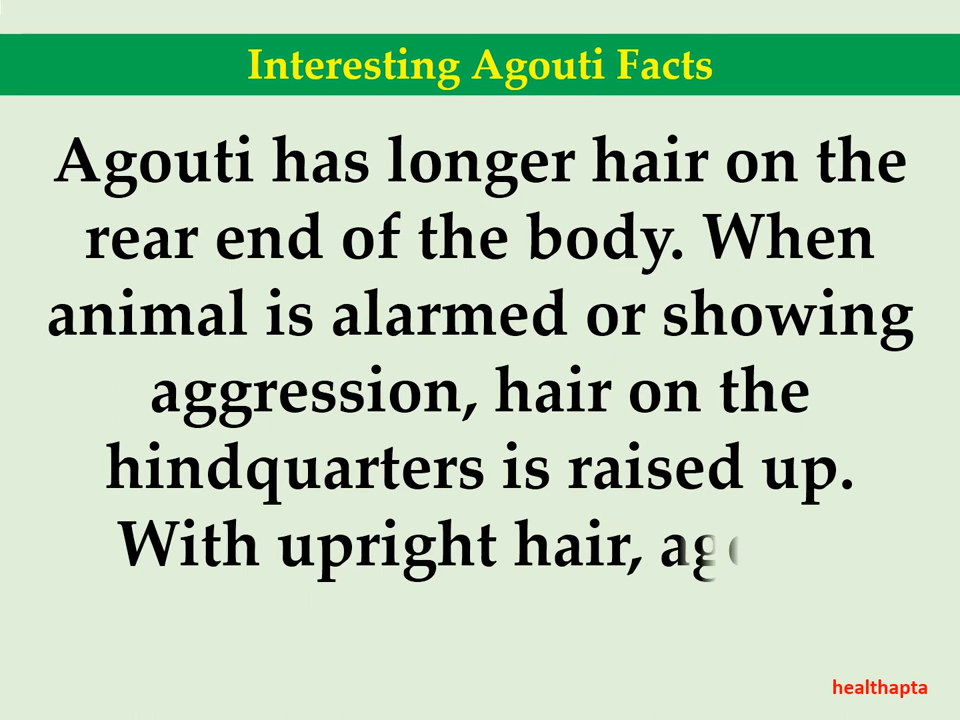 Interesting Agouti Facts
Agouti has longer hair on the
rear end of the body. When
animal is alarmed or showing
aggression, hair on the
hindquarters is raised up.
With upright hair,
healthapta